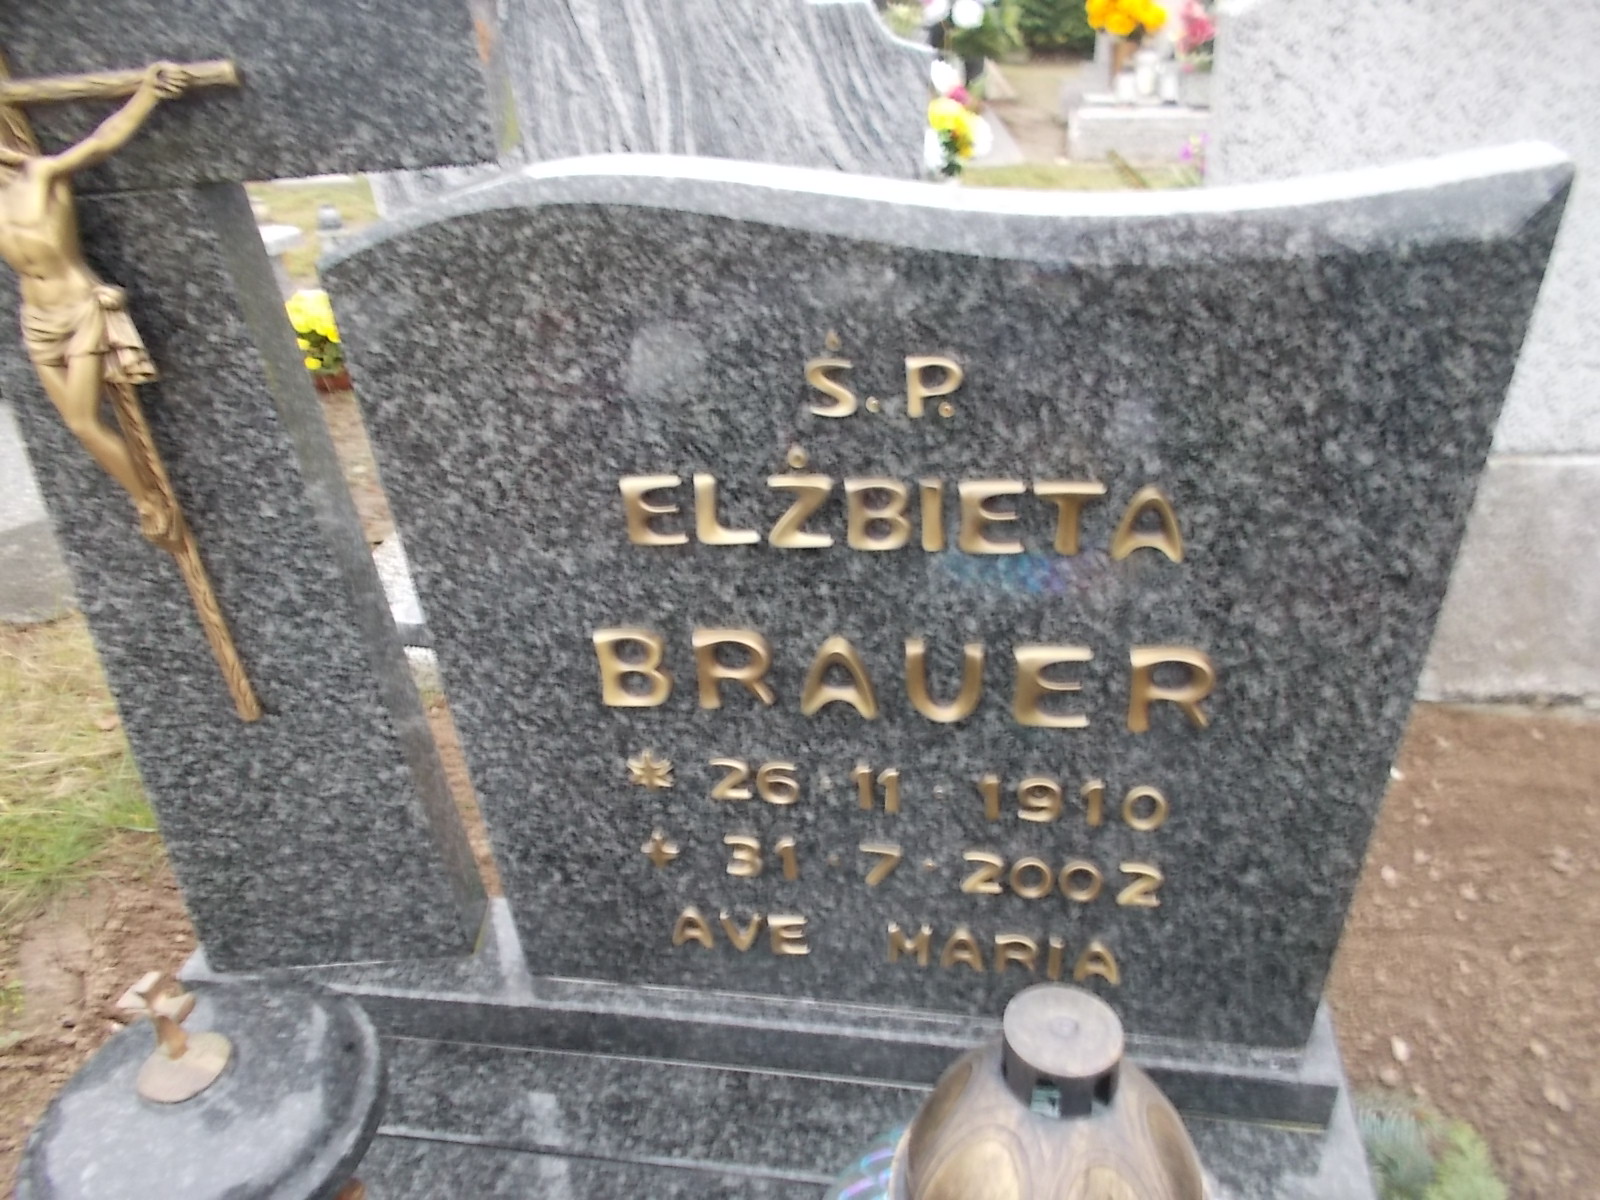 Ś.P.
ELŻBIETA
BRAUER
* 26·11·1910
+ 31·7·2002
AVE MARIA